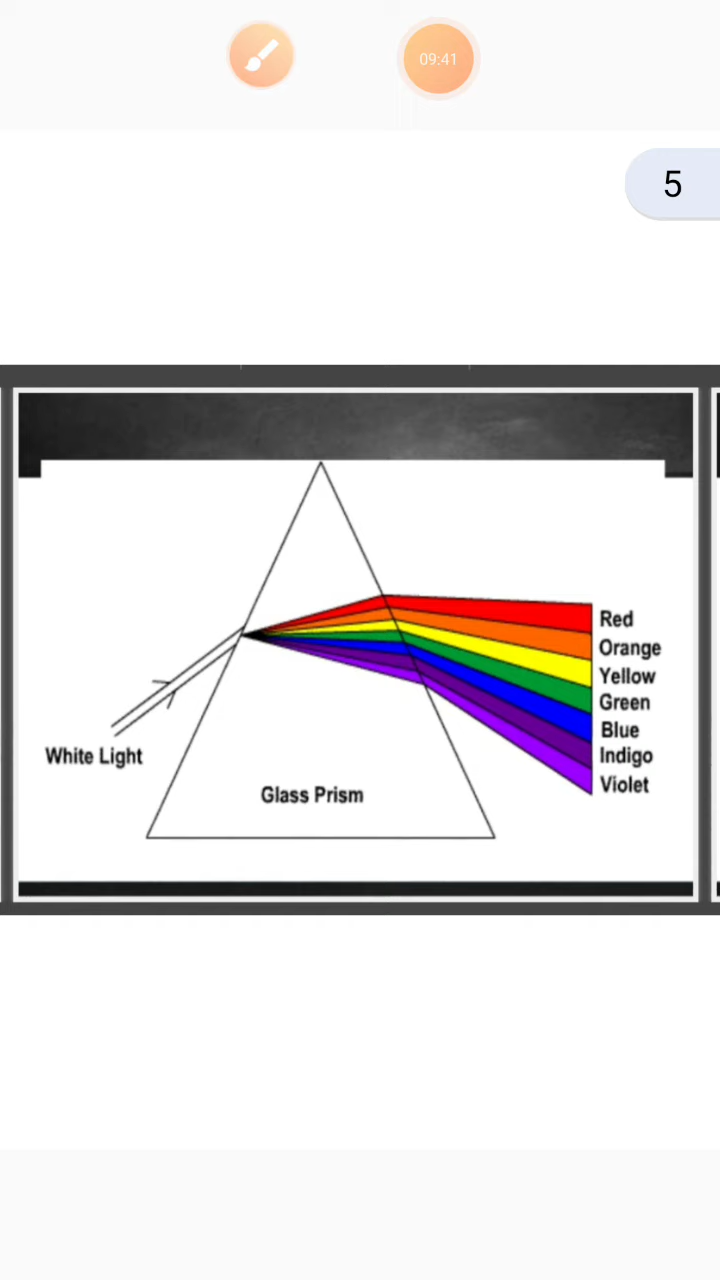 09:41
5
Red
Orange
Yellow
Green
Blue
Indigo
Violet
White Light
Glass Prism